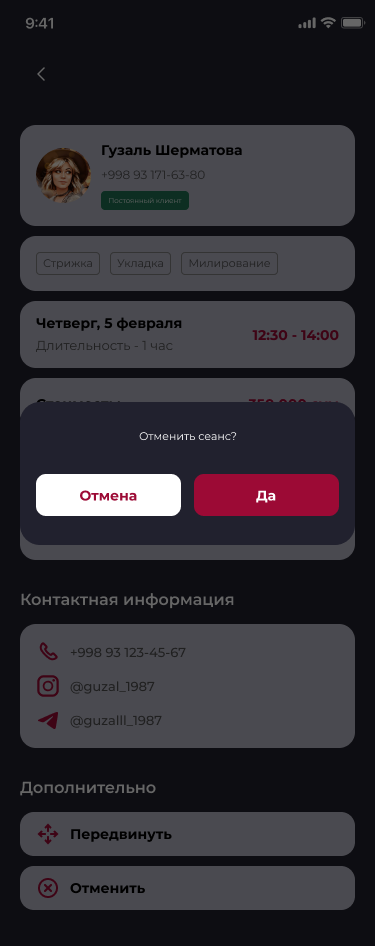 9:41
Гузаль Шерматова
+998 93 171-63-80
Постоянный клиент
Стрижка Укладка Милирование
Четверг, 5 февраля
12:30 - 14:00
Длительность - 1 час
Отменить сеанс?
Отмена Да
Контактная информация
+998 93 123-45-67
@guzal_1987
@guzalll_1987
Дополнительно
Передвинуть
Отменить